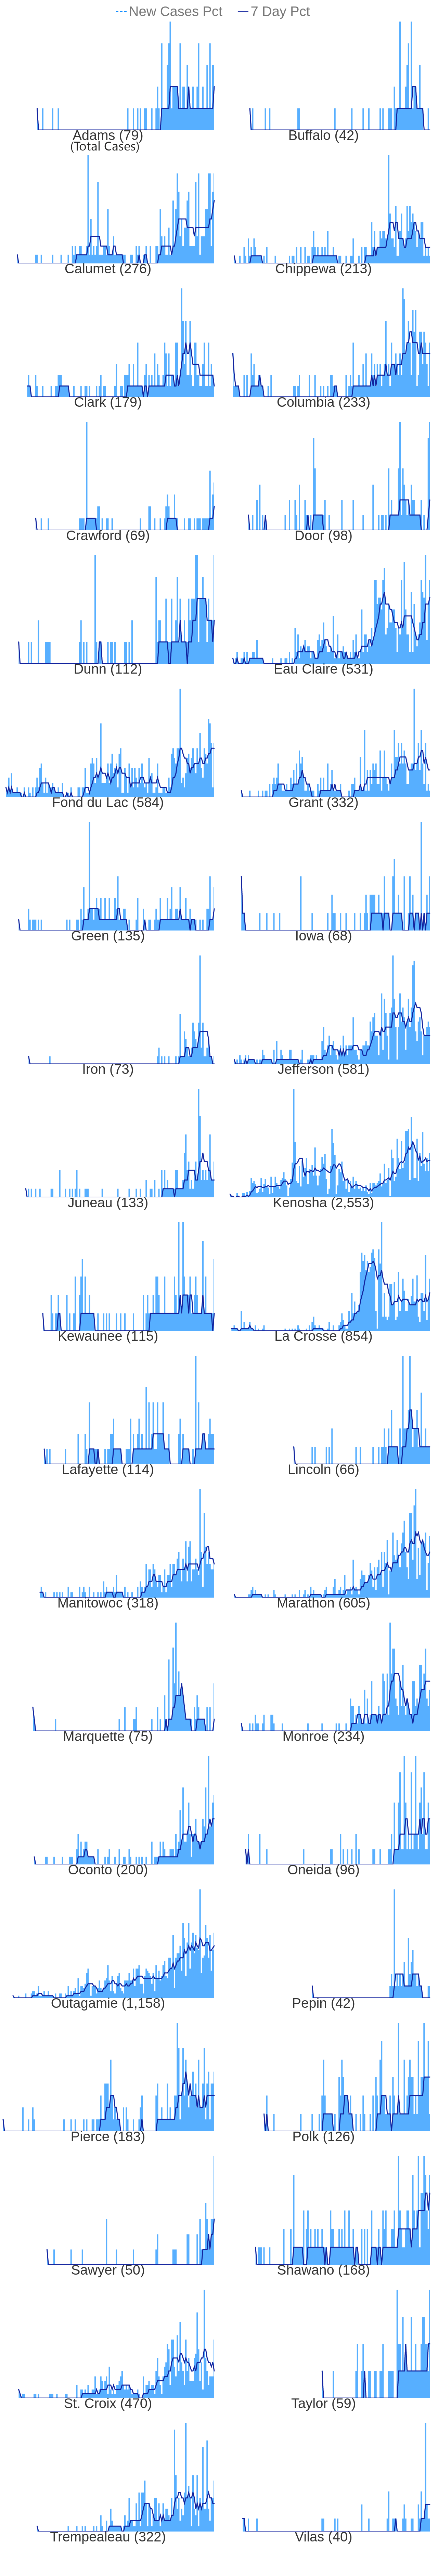 New Cases Pct 7 Day Pct
Adams (79) Buffalo (42)
(Total Cases)
Calumet (276) Chippewa (213)
Clark (179) Columbia (233)
Crawford (69) Door (98)
Dunn (112) Eau Claire (531)
Fond du Lac (584) Grant (332)
Green (135) Iowa (68)
Iron (73) Jefferson (581)
Juneau (133) Kenosha (2,553)
Kewaunee (115) La Crosse (854)
Lafayette (114) Lincoln (66)
Manitowoc (318) Marathon (605)
Marquette (75) Monroe (234)
Oconto (200) Oneida (96)
Outagamie (1,158) Pepin (42)
Pierce (183) Polk (126)
Sawyer (50) Shawano (168)
St. Croix (470) Taylor (59)
Trempealeau (322) Vilas (40)